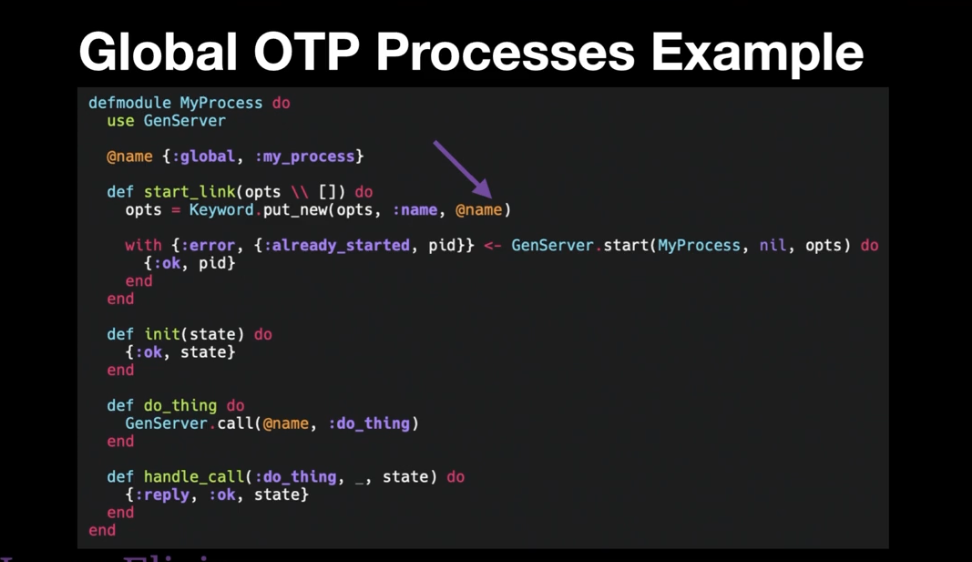 Global OTP Processes Example
defmodule MyProcess do
use GenServer
@name {:global, :my_process}
def start_link(opts \\ []) do
opts = Keyword.put_new(opts, :name, @name)
with {:error, {:already_started, pid}} <- GenServer.start(MyProcess, nil, opts) do
{:ok, pid}
end
end
def init(state) do
{:ok, state}
end
def do_thing do
GenServer.call(@name, :do_thing)
end
def handle_call(:do_thing, _, state) do
{:reply, :ok, state}
end
end